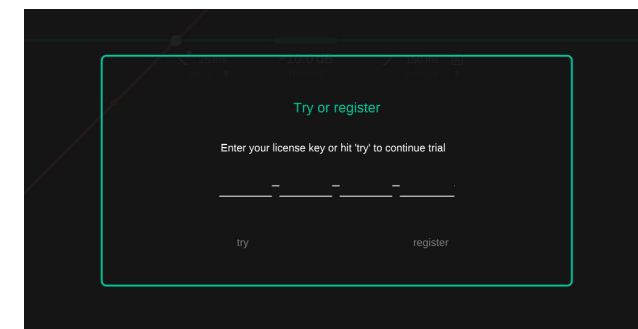 Try or register
Enter your license key or hit 'try' to continue trial
try
register